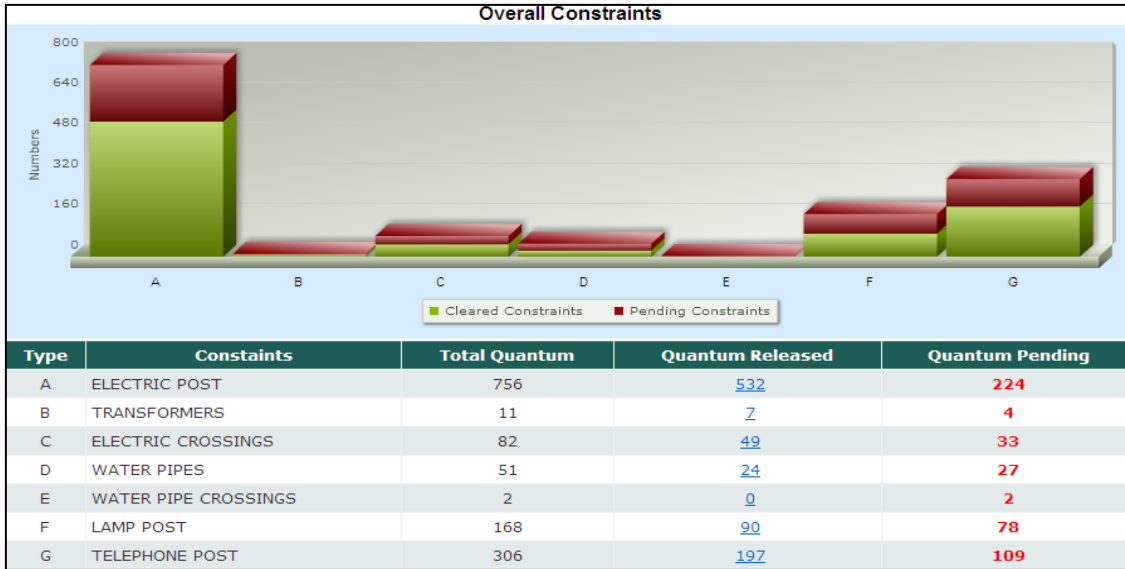 Overall Constraints
800
640
480
320
160
0
Numbers
A B C D E F G
Cleared Constraints Pending Constraints
Type Constaints Total Quantum Quantum Released Quantum Pending
A ELECTRIC POST 756 532 224
B TRANSFORMERS 11 7 4
C ELECTRIC CROSSINGS 82 49 33
D WATER PIPES 51 24 27
E WATER PIPE CROSSINGS 2 0 2
F LAMP POST 168 90 78
G TELEPHONE POST 306 197 109